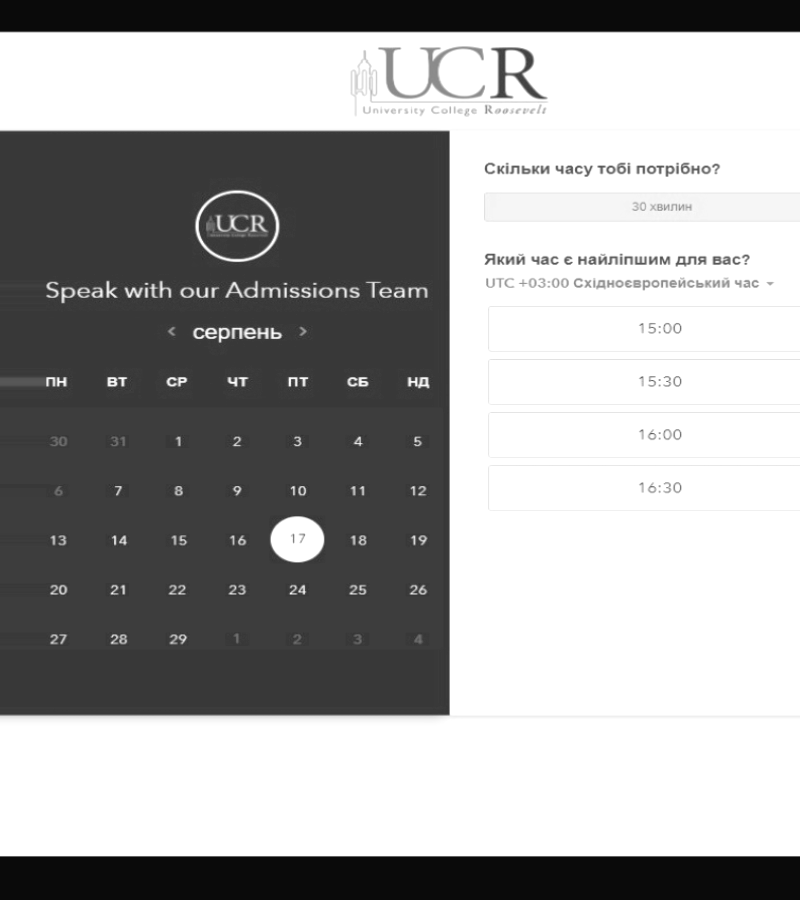 UCR
University College Roosevelt
UCR
Speak with our Admissions Team
< серпень >
ПН ВТ СР ЧТ ПТ СБ НД
30 31 1 2 3 4 5
6 7 8 9 10 11 12
13 14 15 16 17 18 19
20 21 22 23 24 25 26
27 28 29 1 2 3 4
Скільки часу тобі потрібно?
30 хвилин
Який час є найліпшим для вас?
UTC +03:00 Східноєвропейський час
15:00
15:30
16:00
16:30